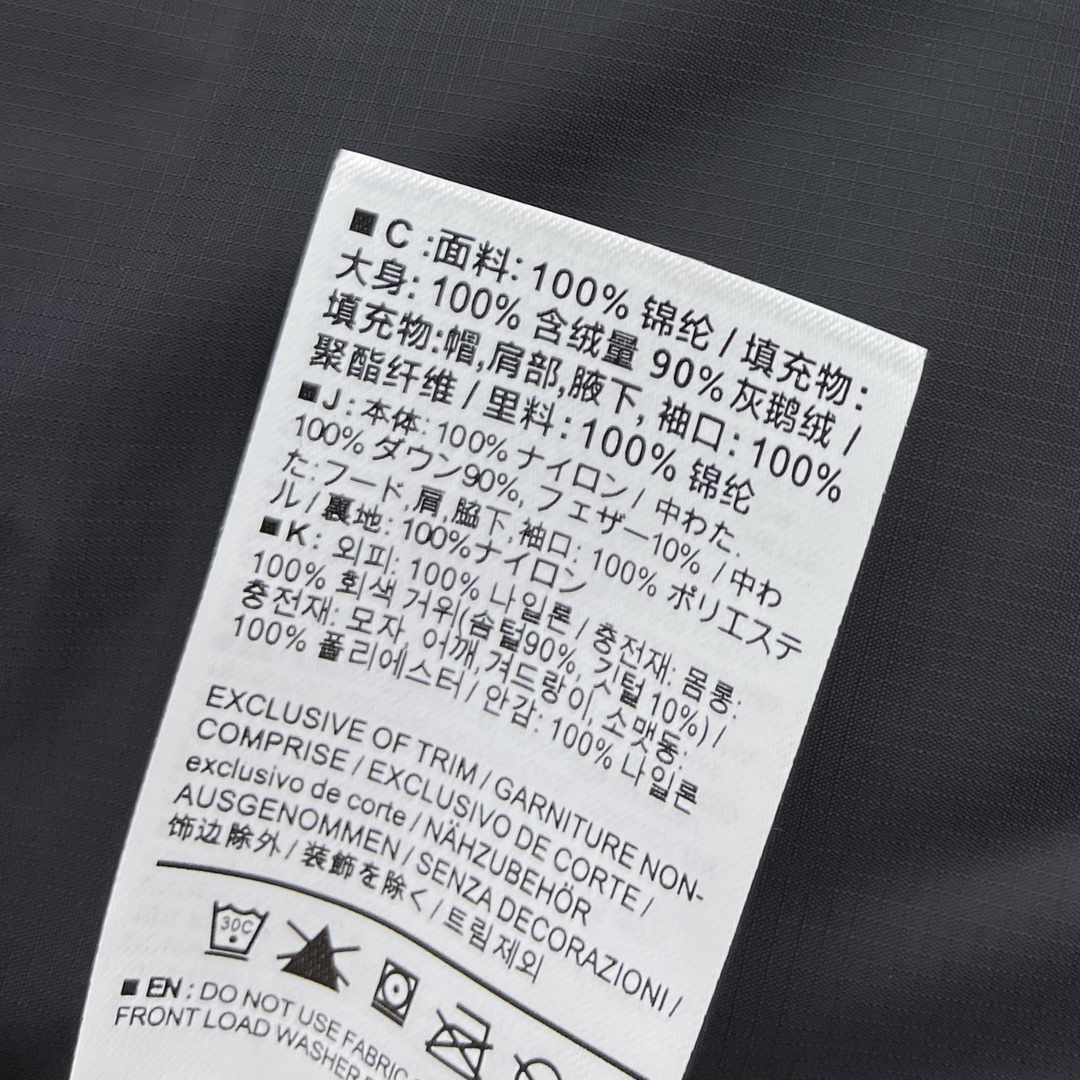 ■ C :面料: 100% 锦纶 / 填充物:
大身: 100% 含绒量 90% 灰鹅绒 /
填充物:帽,肩部,腋下, 袖口: 100%
聚酯纤维 / 里料: 100% 锦纶
■ J : 本体: 100% ナイロン / 中わた.
100% ダウン90%, フェザー10% / 中わ
た: フード ,肩,脇下, 袖口: 100% ポリエステ
ル / 裏地: 100%ナイロン
■ K: 외피: 100% 나일론 / 충전재: 몸통:
100% 회색 거위(솜털90%, 깃털 10%) /
충전재: 모자, 어깨,겨드랑이, 소맷동:
100% 폴리에스터 / 안감: 100% 나일론
EXCLUSIVE OF TRIM / GARNITURE NON-
COMPRISE / EXCLUSIVO DE CORTE /
exclusivo de corte / NÄHZUBEHÖR
AUSGENOMMEN / SENZA DECORAZIONI /
饰边除外 / 装飾を除く / 트림제외
30C
■ EN : DO NOT USE FABRIC
FRONT LOAD WASHER